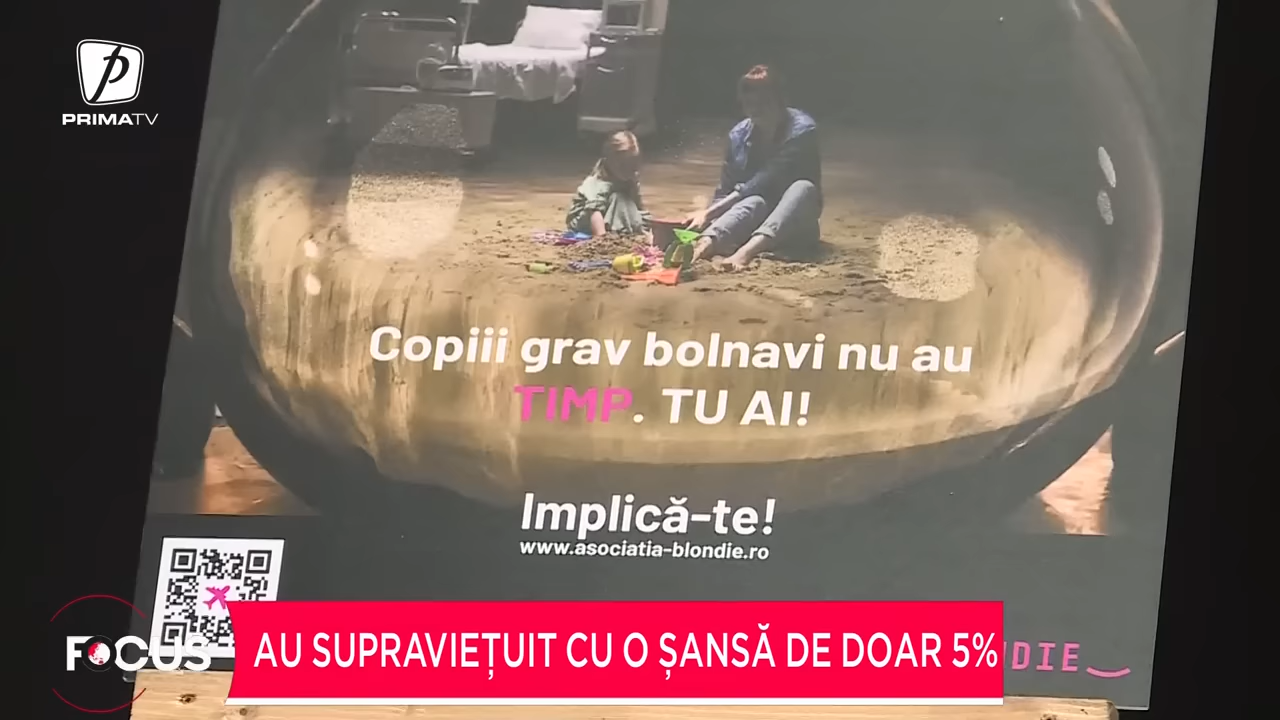 PRIMATV
Copiii grav bolnavi nu au
TIMP. TU AI!
Implică-te!
www.asociatia-blondie.ro
FOCUS
AU SUPRAVIEȚUIT CU O ȘANSĂ DE DOAR 5%
DIE